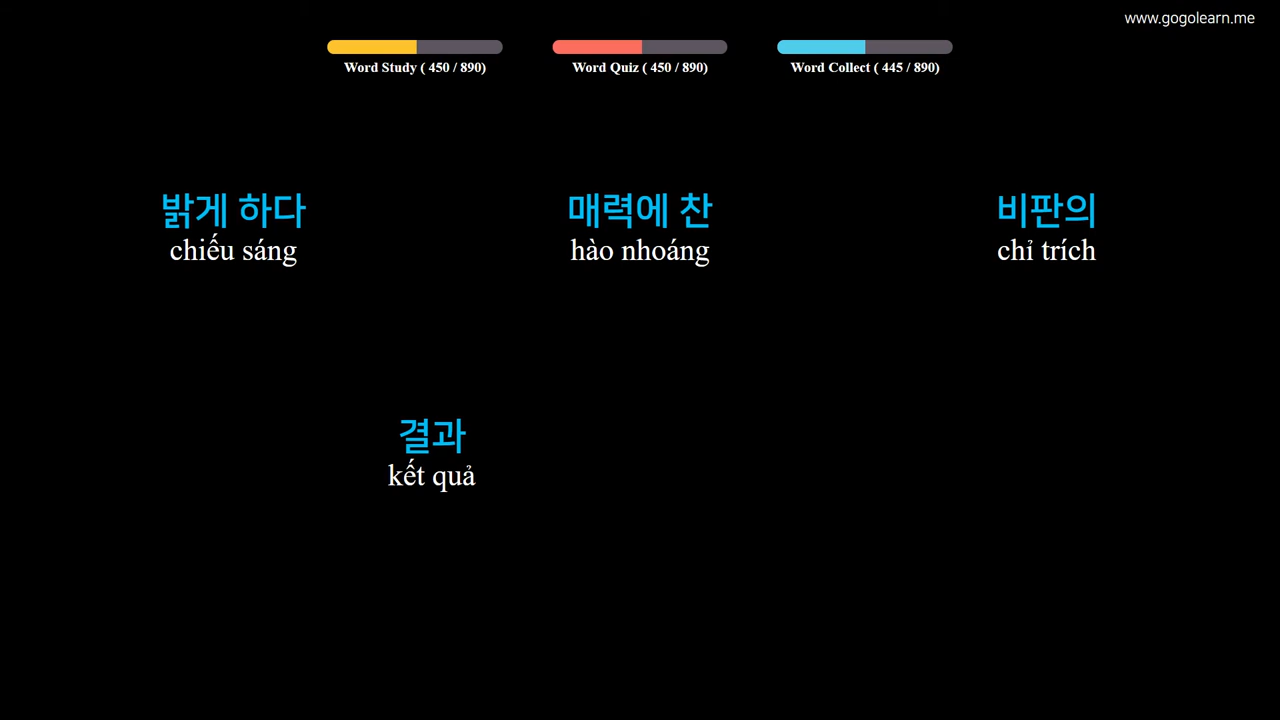 www.gogolearn.me
Word Study ( 450 / 890)
Word Quiz ( 450 / 890)
Word Collect ( 445 / 890)
밝게 하다
chiếu sáng
매력에 찬
hào nhoáng
비판의
chỉ trích
결과
kết quả